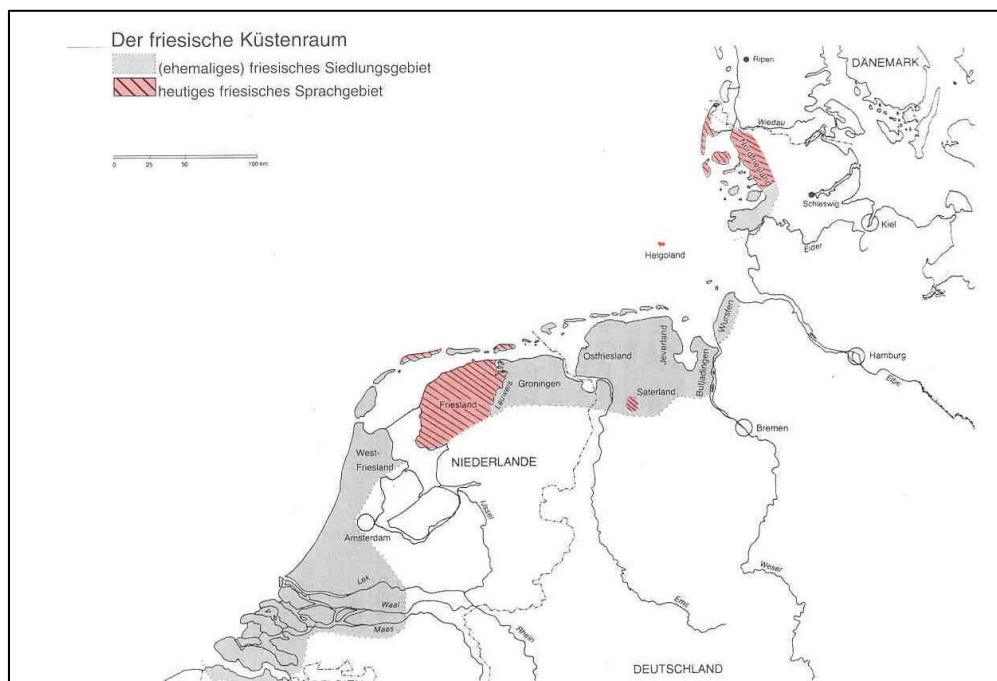 Der friesische Küstenraum
(ehemaliges) friesisches Siedlungsgebiet
heutiges friesisches Sprachgebiet
0 25 50 100 km
Ripen
DÄNEMARK
Wiedau
Nordfriesland
Schleswig
Kiel
Eider
Helgoland
Wursten
Ostfriesland
Jeverland
Butjadingen
Hamburg
Elbe
Groningen
Lauwers
Friesland
Saterland
Bremen
West-
Friesland
NIEDERLANDE
IJssel
Amsterdam
Weser
Lek
Waal
Ems
Maas
Rhein
DEUTSCHLAND